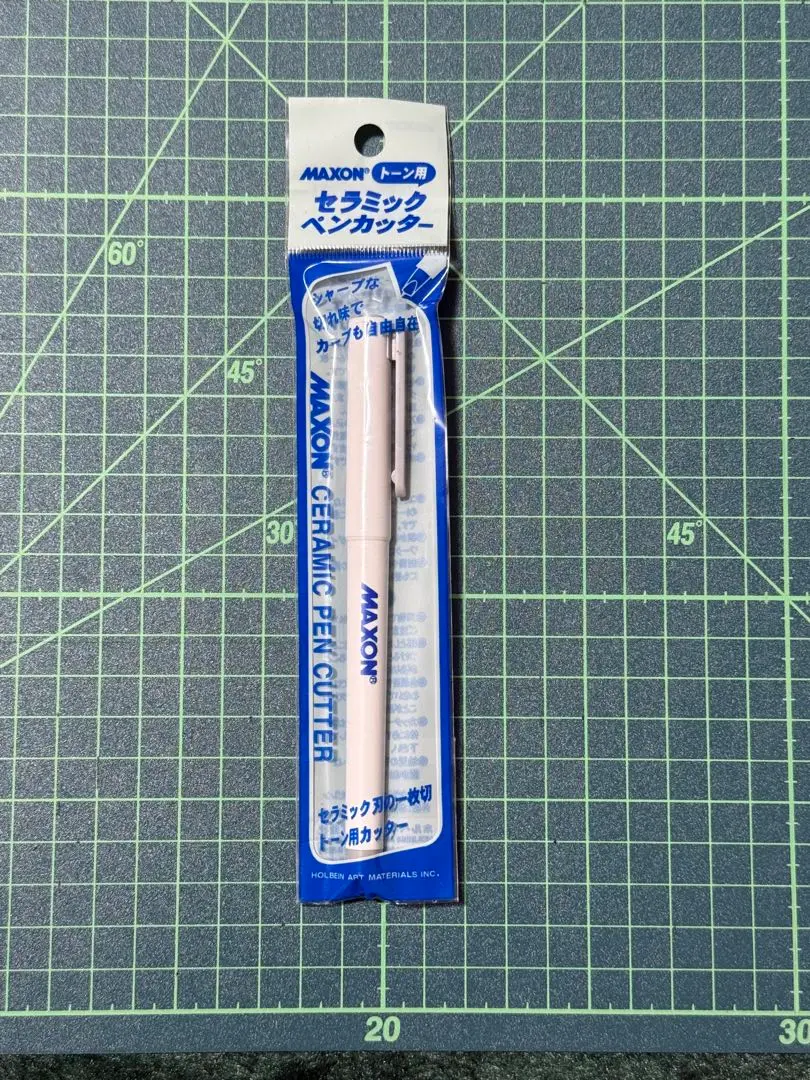 MAXON® トーン用
セラミック
ペンカッター
シャープな
切れ味で
カーブも自由自在
MAXON® CERAMIC PEN CUTTER
MAXON®
セラミック刃の一枚切
トーン用カッター
HOLBEIN ART MATERIALS INC.
60°
45°
30°
45°
20
30